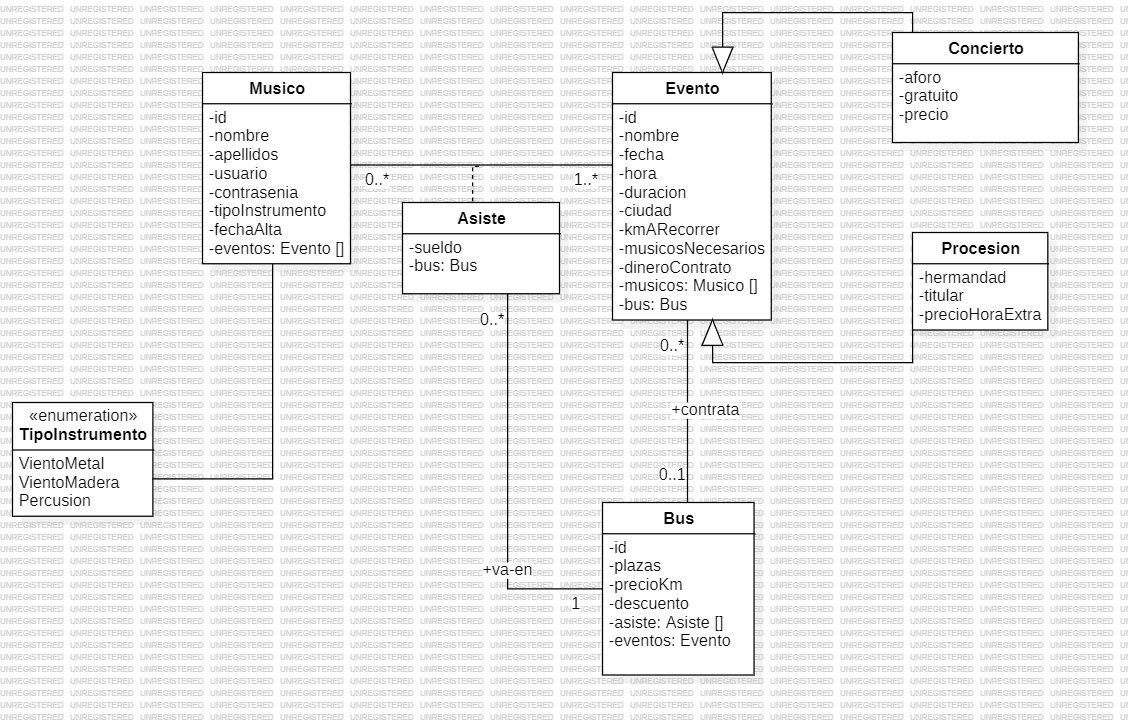 Musico
-id
-nombre
-apellidos
-usuario
-contrasenia
-tipoInstrumento
-fechaAlta
-eventos: Evento []
0..*
1..*
Asiste
-sueldo
-bus: Bus
0..*
Evento
-id
-nombre
-fecha
-hora
-duracion
-ciudad
-kmARecorrer
-musicosNecesarios
-dineroContrato
-musicos: Musico []
-bus: Bus
0..*
+contrata
0..1
Concierto
-aforo
-gratuito
-precio
Procesion
-hermandad
-titular
-precioHoraExtra
«enumeration»
TipoInstrumento
VientoMetal
VientoMadera
Percusion
+va-en
1
Bus
-id
-plazas
-precioKm
-descuento
-asiste: Asiste []
-eventos: Evento
UNREGISTERED